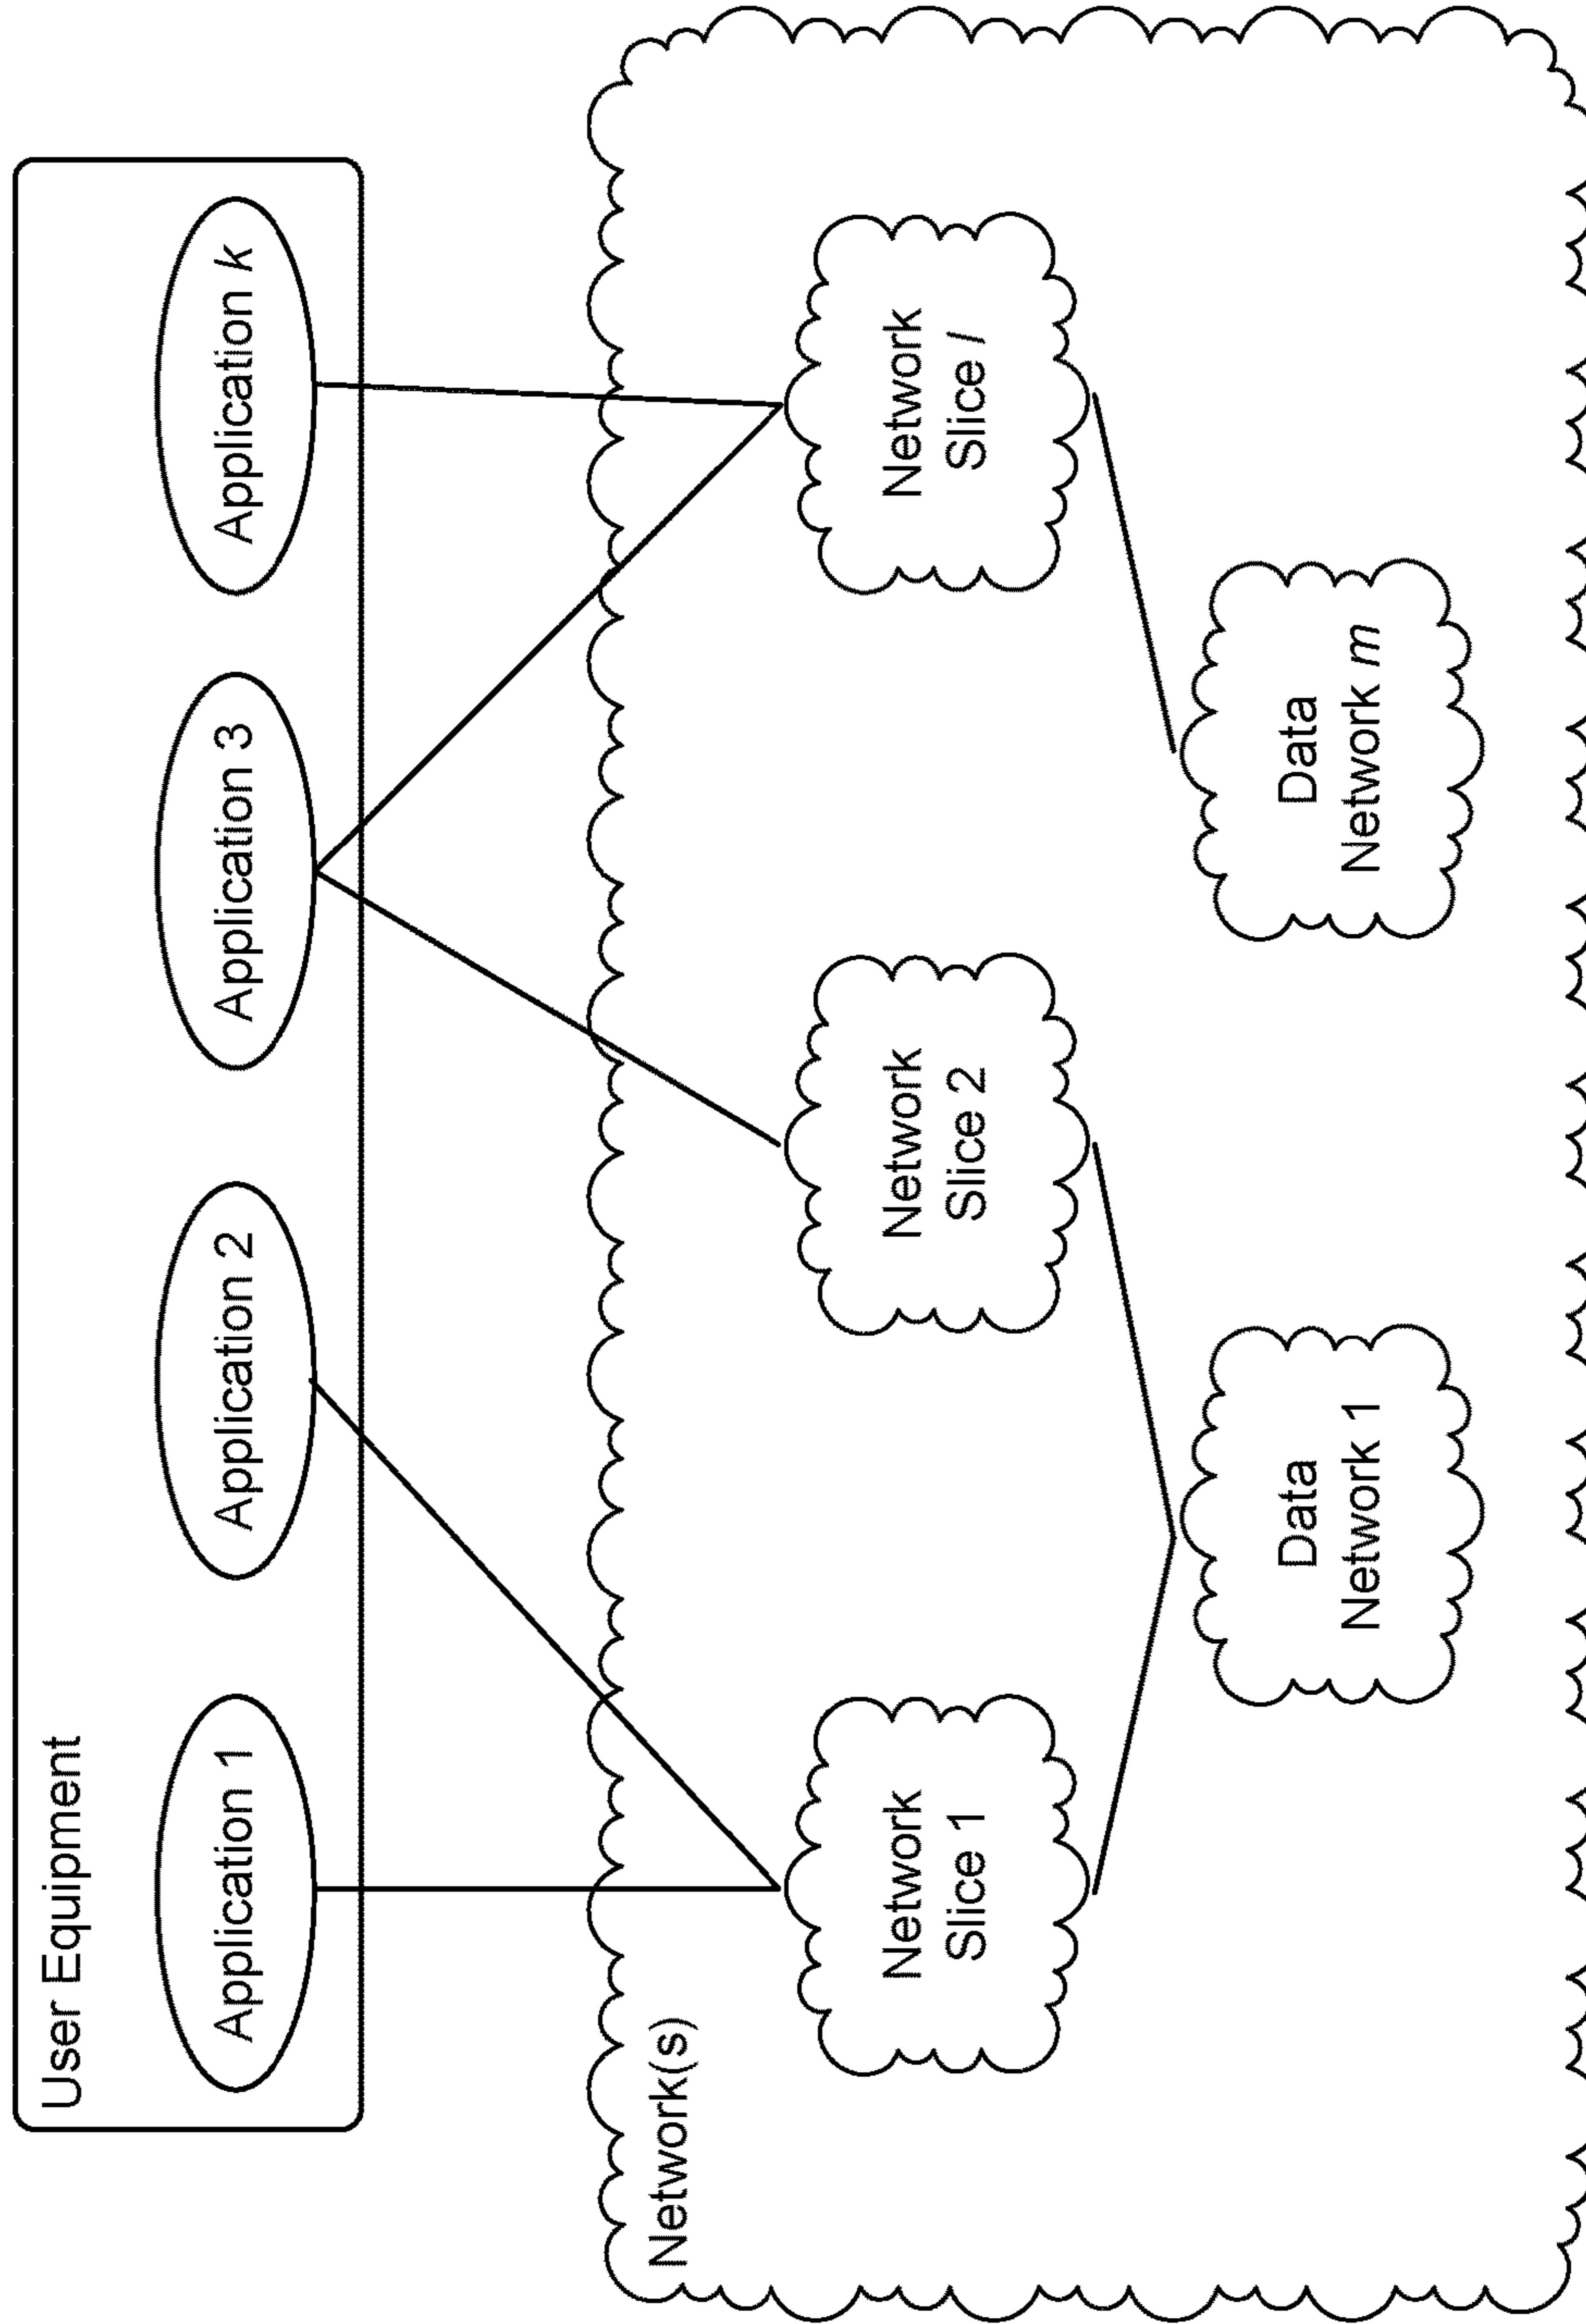 User Equipment
Application 1
Application 2
Application 3
Application k
Network(s)
Network
Slice 1
Network
Slice 2
Network
Slice l
Data
Network 1
Data
Network m